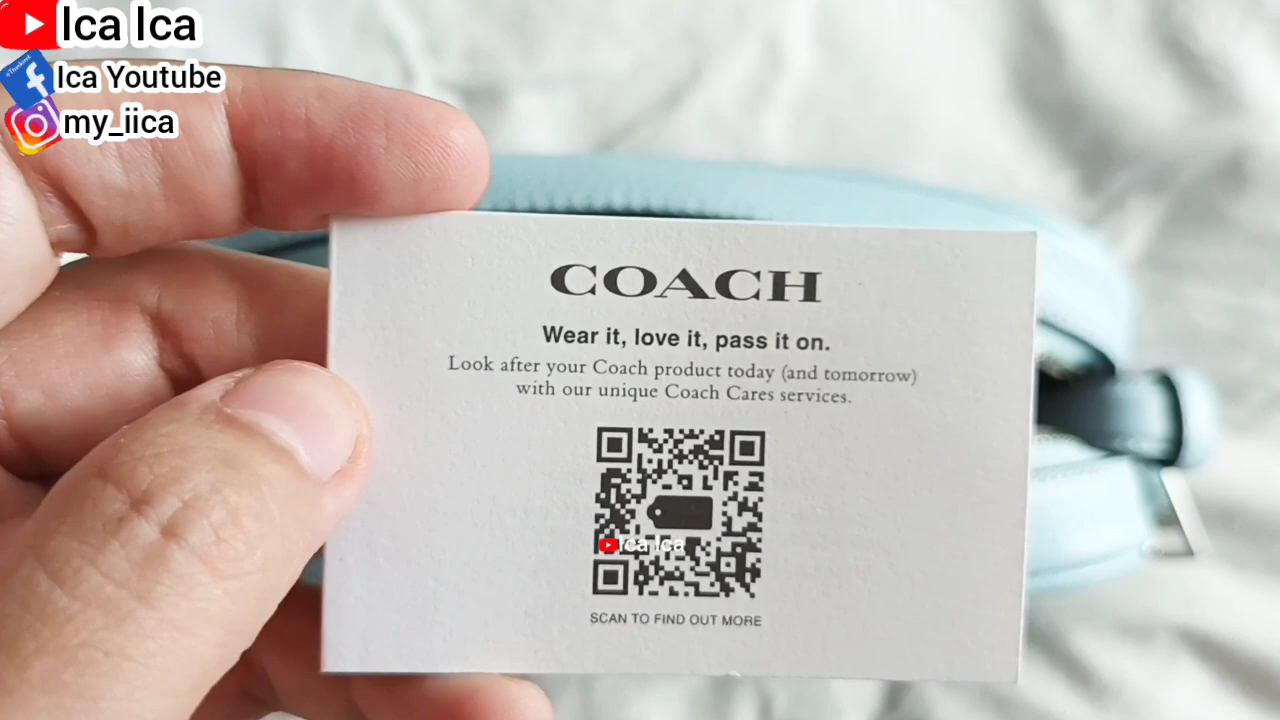 Ica Ica
Ica Youtube
my_iica
COACH
Wear it, love it, pass it on.
Look after your Coach product today (and tomorrow)
with our unique Coach Cares services.
Ica Ica
SCAN TO FIND OUT MORE